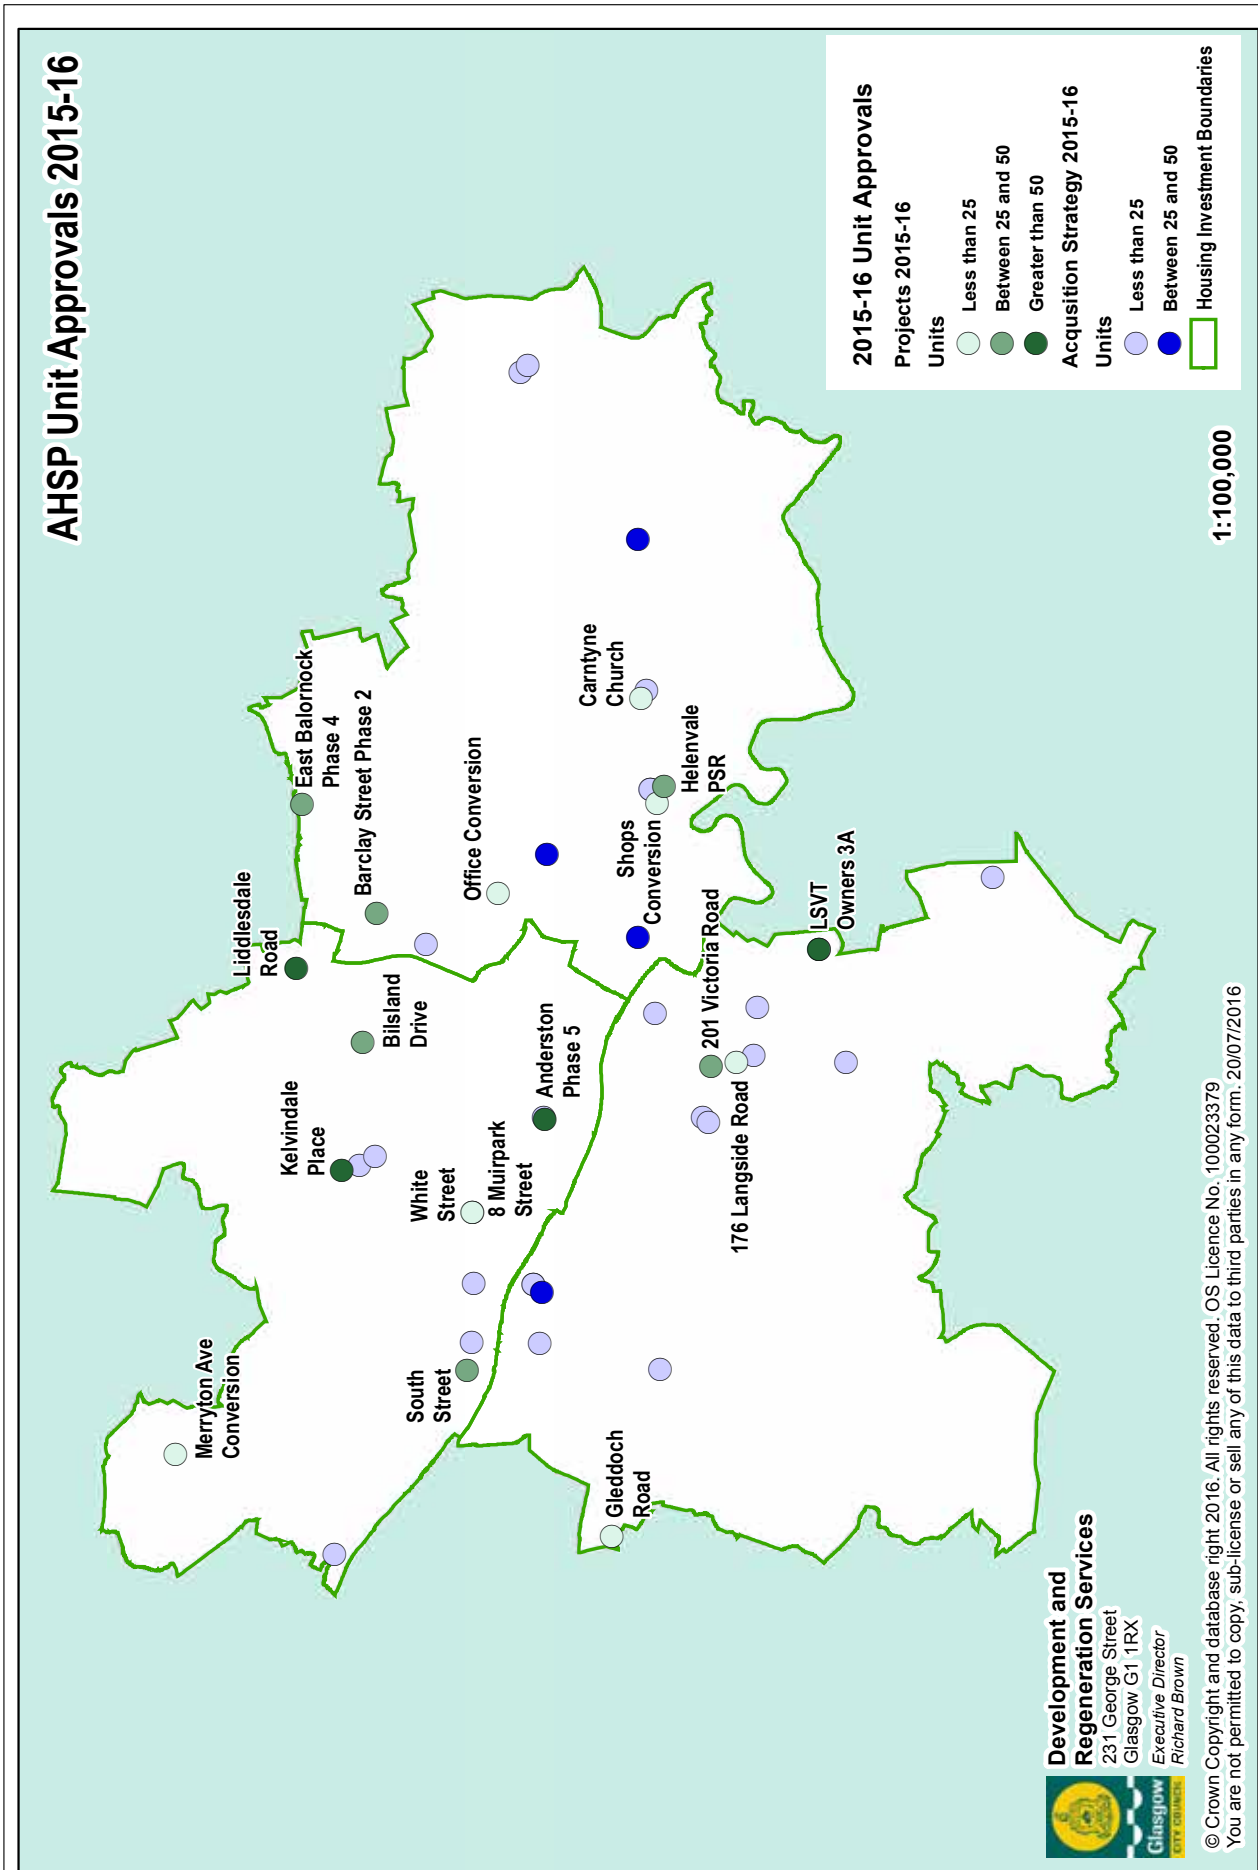 AHSP Unit Approvals 2015-16
Merryton Ave
Conversion
Kelvindale
Place
Liddlesdale
Road
East Balornock
Phase 4
Bilsland
Drive
Barclay Street Phase 2
South
Street
White
Street
8 Muirpark
Street
Anderston
Phase 5
Office Conversion
Carntyne
Church
Gleddoch
Road
Shops
Conversion
Helenvale
PSR
201 Victoria Road
176 Langside Road
LSVT
Owners 3A
2015-16 Unit Approvals
Projects 2015-16
Units
Less than 25
Between 25 and 50
Greater than 50
Acqusition Strategy 2015-16
Units
Less than 25
Between 25 and 50
Housing Investment Boundaries
1:100,000
Glasgow
CITY COUNCIL
Development and
Regeneration Services
231 George Street
Glasgow G1 1RX
Executive Director
Richard Brown
© Crown Copyright and database right 2016. All rights reserved. OS Licence No. 100023379
You are not permitted to copy, sub-license or sell any of this data to third parties in any form. 20/07/2016